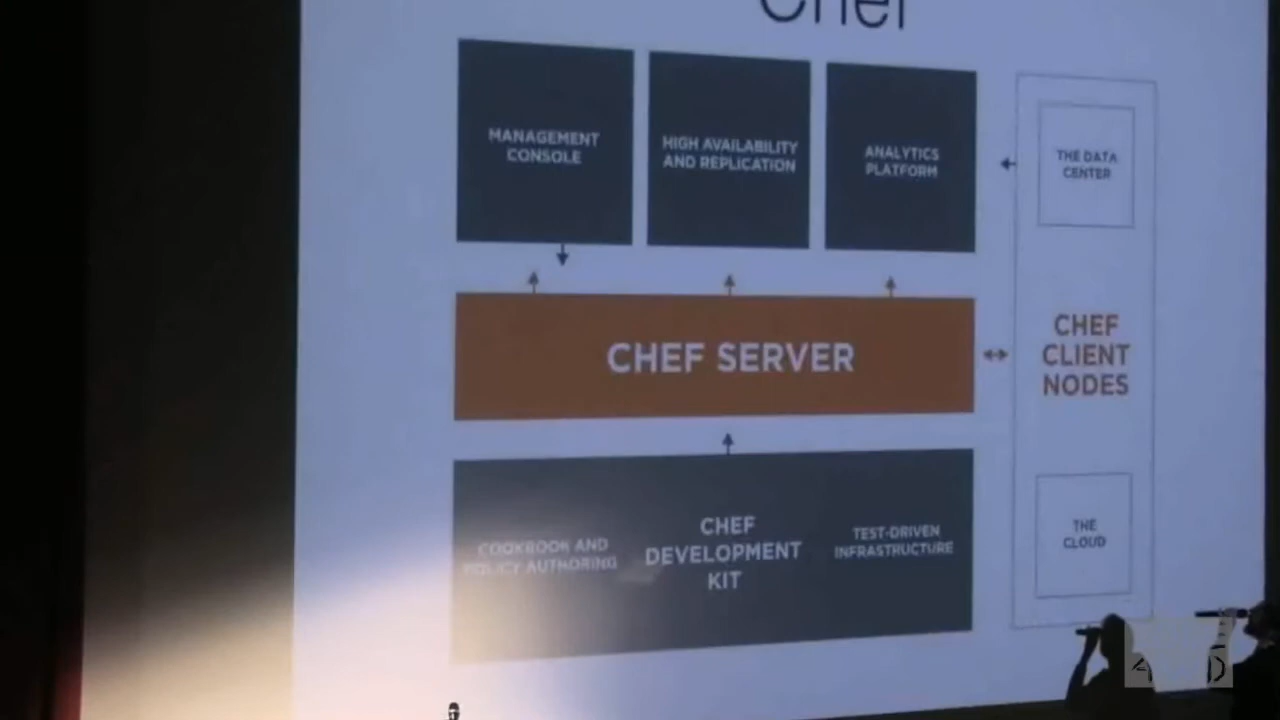 Chef
MANAGEMENT
CONSOLE
HIGH AVAILABILITY
AND REPLICATION
ANALYTICS
PLATFORM
THE DATA
CENTER
CHEF SERVER
CHEF
CLIENT
NODES
COOKBOOK AND
POLICY AUTHORING
CHEF
DEVELOPMENT
KIT
TEST-DRIVEN
INFRASTRUCTURE
THE
CLOUD